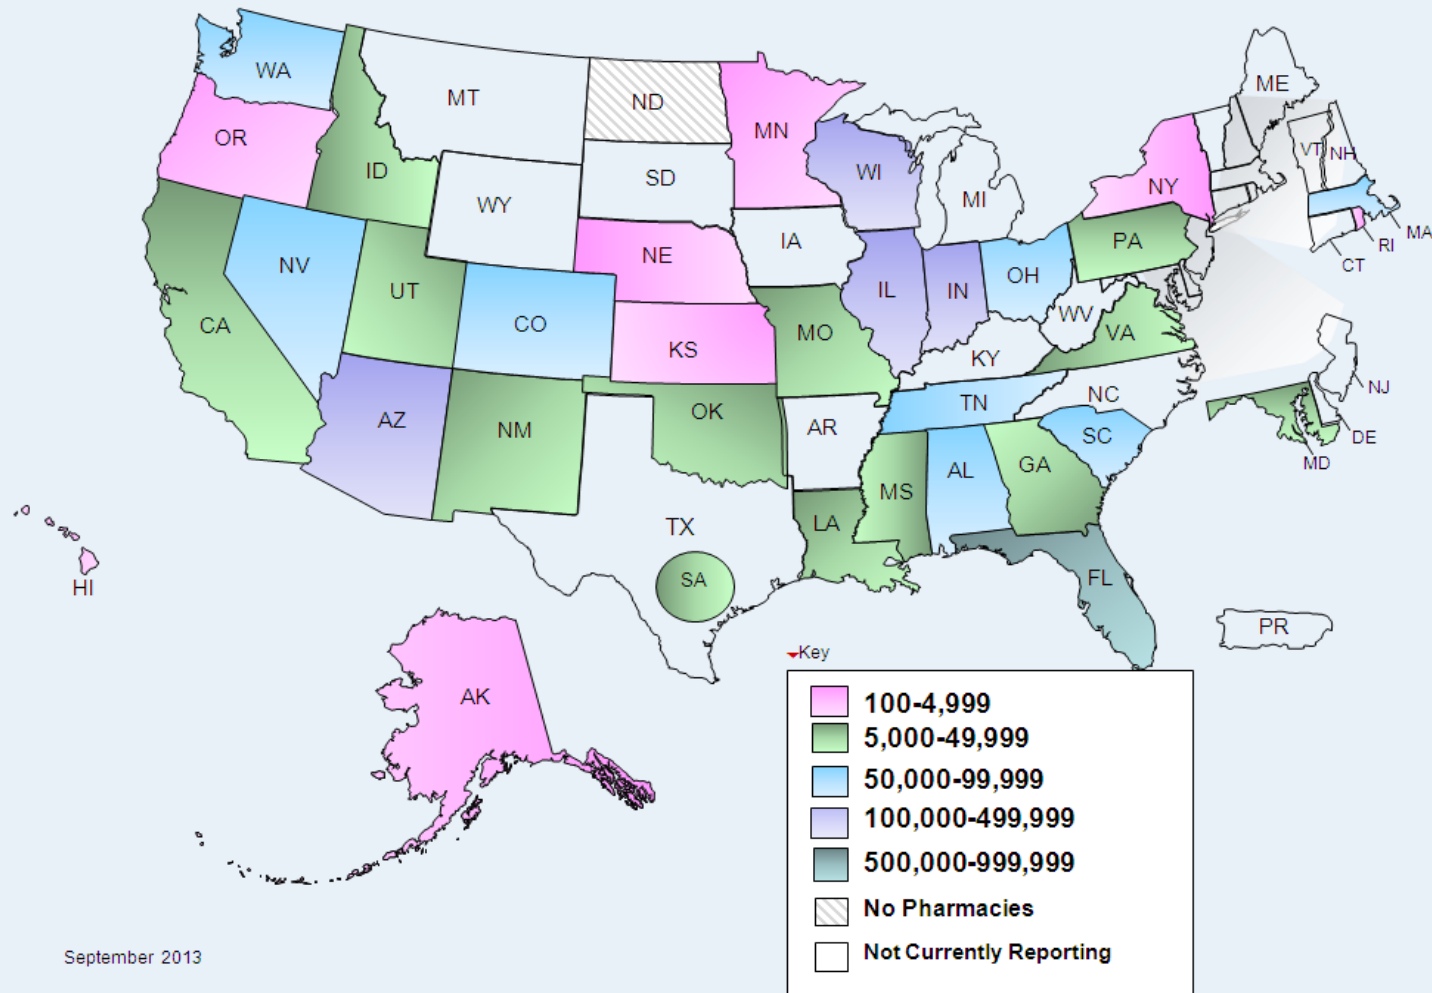 WA
MT
ND
MN
ME
OR
ID
SD
WI
MI
VT
NH
NY
WY
IA
PA
MA
RI
CT
NV
UT
NE
IL
IN
OH
WV
VA
CA
CO
KS
MO
KY
NJ
AZ
NM
OK
AR
TN
NC
SC
DE
MD
MS
AL
GA
LA
TX
SA
FL
HI
PR
AK
Key
100-4,999
5,000-49,999
50,000-99,999
100,000-499,999
500,000-999,999
No Pharmacies
Not Currently Reporting
September 2013